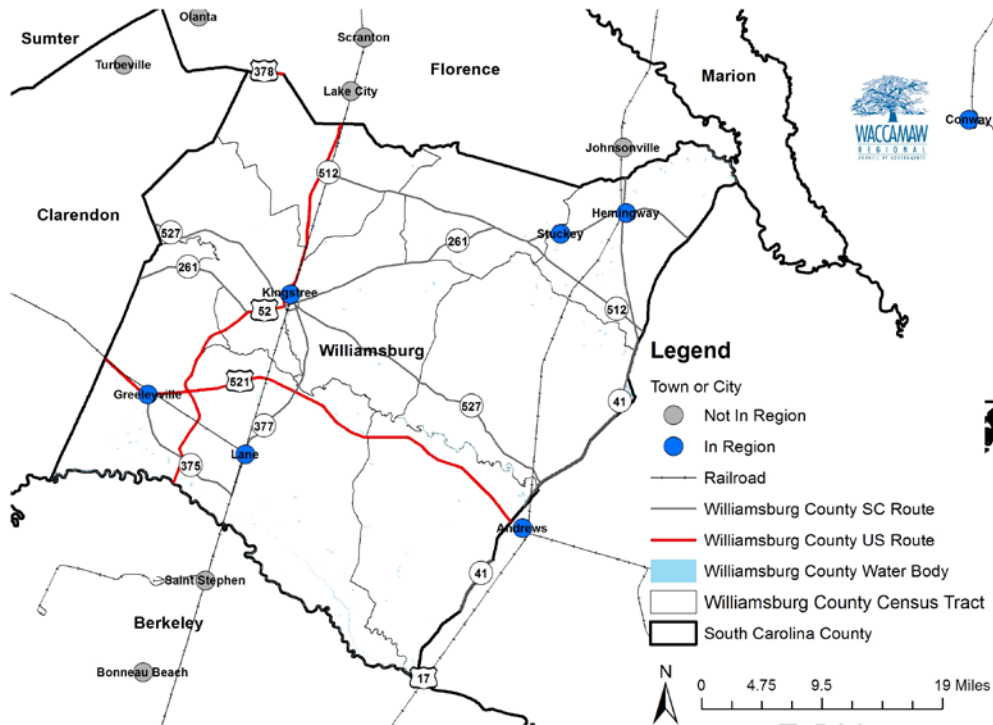 Olanta
Sumter
Scranton
Turbeville
378
Florence
Marion
Lake City
WACCAMAW
REGIONAL
COUNCIL OF GOVERNMENTS
Conway
Johnsonville
512
Clarendon
Hemingway
527
Stuckey
261
261
Kingstree
52
512
Williamsburg
521
Greeleyville
41
527
377
Lane
375
Andrews
41
Saint Stephen
Berkeley
Bonneau Beach
17
Legend
Town or City
Not In Region
In Region
Railroad
Williamsburg County SC Route
Williamsburg County US Route
Williamsburg County Water Body
Williamsburg County Census Tract
South Carolina County
N
0 4.75 9.5 19 Miles